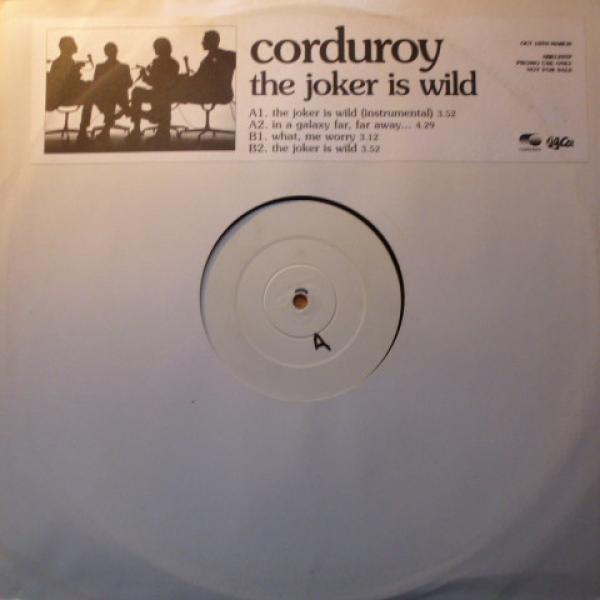 corduroy
the joker is wild
A1. the joker is wild (instrumental) 3.52
A2. in a galaxy far, far away... 4.29
B1. what, me worry 3.12
B2. the joker is wild 3.52
PROMO USE ONLY
NOT FOR SALE
A